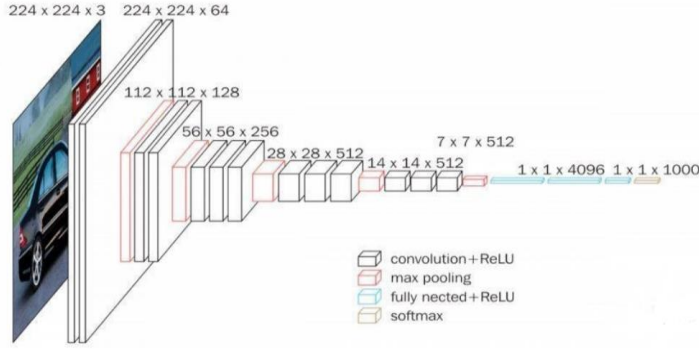 224 x 224 x 3
224 x 224 x 64
112 x 112 x 128
56 x 56 x 256
28 x 28 x 512
14 x 14 x 512
7 x 7 x 512
1 x 1 x 4096
1 x 1 x 1000
convolution+ReLU
max pooling
fully nected+ReLU
softmax